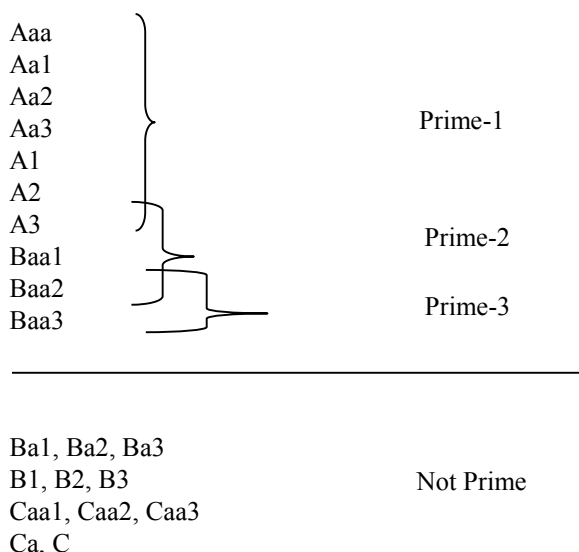 Aaa
Aa1
Aa2
Aa3 Prime-1
A1
A2
A3 Prime-2
Baa1
Baa2 Prime-3
Baa3
Ba1, Ba2, Ba3
B1, B2, B3 Not Prime
Caa1, Caa2, Caa3
Ca, C